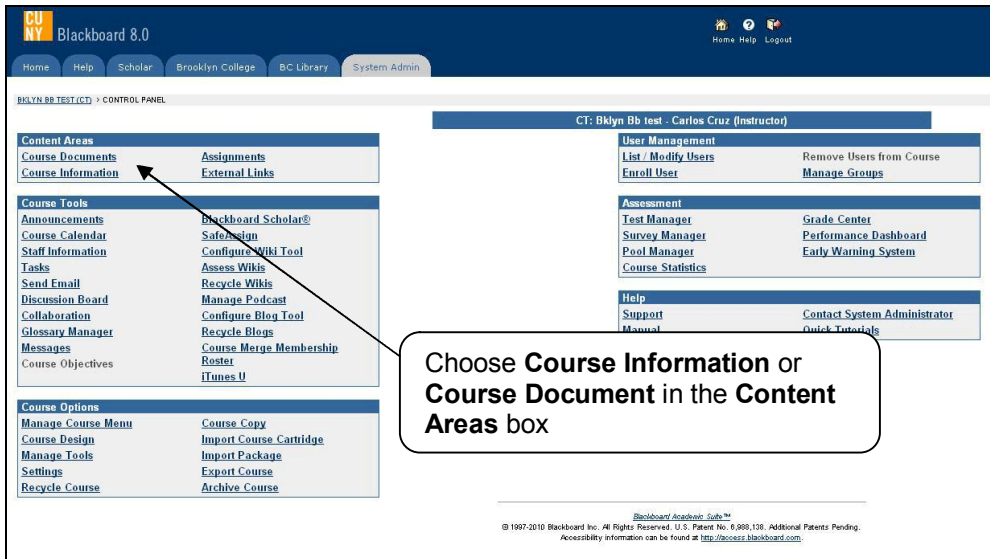 CU
NY Blackboard 8.0
Home Help Logout
Home Help Scholar Brooklyn College BC Library System Admin
BKLYN BB TEST (CT) > CONTROL PANEL
CT: Bklyn Bb test - Carlos Cruz (Instructor)
Content Areas
Course Documents Assignments
Course Information External Links
Course Tools
Announcements Blackboard Scholar®
Course Calendar SafeAssign
Staff Information Configure Wiki Tool
Tasks Assess Wikis
Send Email Recycle Wikis
Discussion Board Manage Podcast
Collaboration Configure Blog Tool
Glossary Manager Recycle Blogs
Messages Course Merge Membership
Course Objectives Roster
iTunes U
Course Options
Manage Course Menu Course Copy
Course Design Import Course Cartridge
Manage Tools Import Package
Settings Export Course
Recycle Course Archive Course
User Management
List / Modify Users Remove Users from Course
Enroll User Manage Groups
Assessment
Test Manager Grade Center
Survey Manager Performance Dashboard
Pool Manager Early Warning System
Course Statistics
Help
Support Contact System Administrator
Manual Quick Tutorials
Choose Course Information or
Course Document in the Content
Areas box
Blackboard Academic Suite™
© 1997-2010 Blackboard Inc. All Rights Reserved. U.S. Patent No. 6,988,138. Additional Patents Pending.
Accessibility information can be found at http://access.blackboard.com.